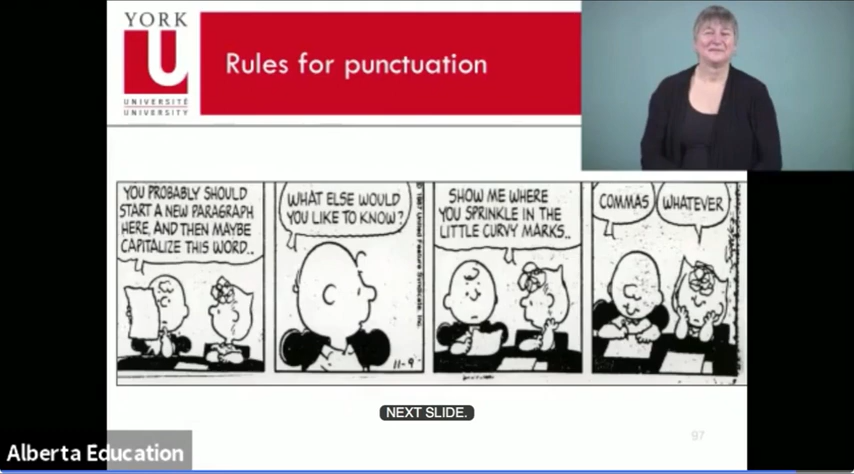 YORK
U
UNIVERSITÉ
UNIVERSITY
Rules for punctuation
YOU PROBABLY SHOULD
START A NEW PARAGRAPH
HERE, AND THEN MAYBE
CAPITALIZE THIS WORD..
WHAT ELSE WOULD
YOU LIKE TO KNOW?
11-9
SHOW ME WHERE
YOU SPRINKLE IN THE
LITTLE CURVY MARKS..
COMMAS
WHATEVER
NEXT SLIDE.
97
Alberta Education